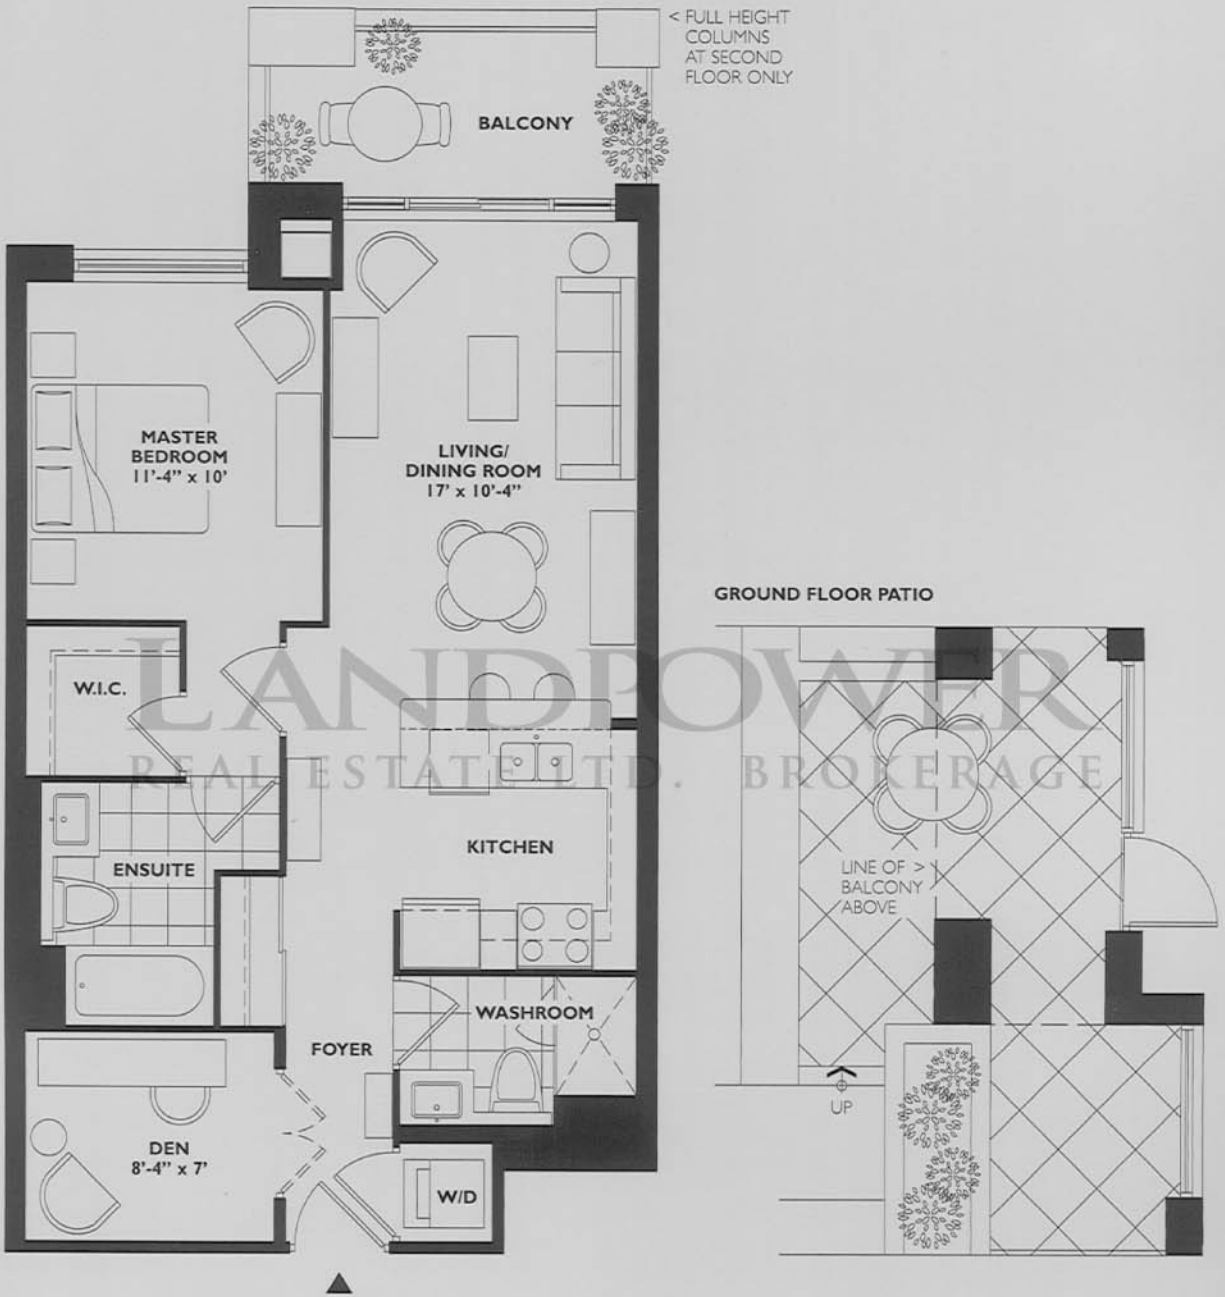 < FULL HEIGHT
COLUMNS
AT SECOND
FLOOR ONLY
BALCONY
MASTER
BEDROOM
11'-4" x 10'
LIVING/
DINING ROOM
17' x 10'-4"
GROUND FLOOR PATIO
W.I.C.
LANDPOWER
REAL ESTATE LTD. BROKERAGE
KITCHEN
ENSUITE
LINE OF >
BALCONY
ABOVE
WASHROOM
FOYER
UP
DEN
8'-4" x 7'
W/D